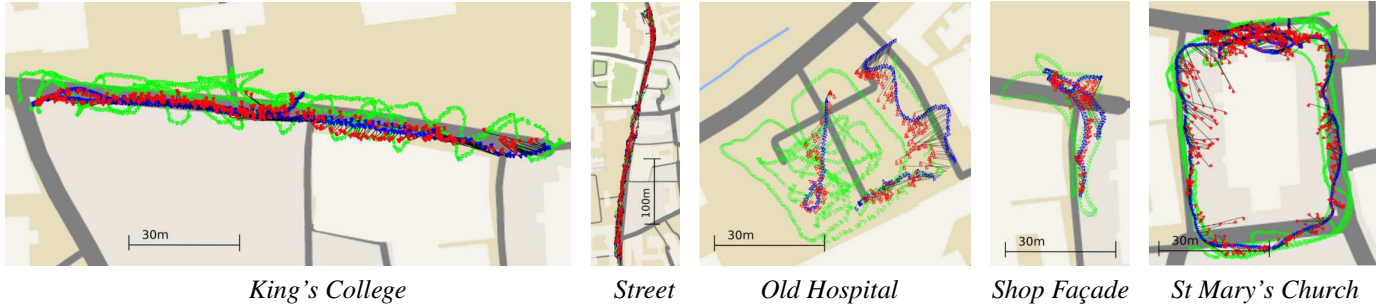 30m
100m
30m
30m
30m
King's College
Street
Old Hospital
Shop Façade
St Mary's Church